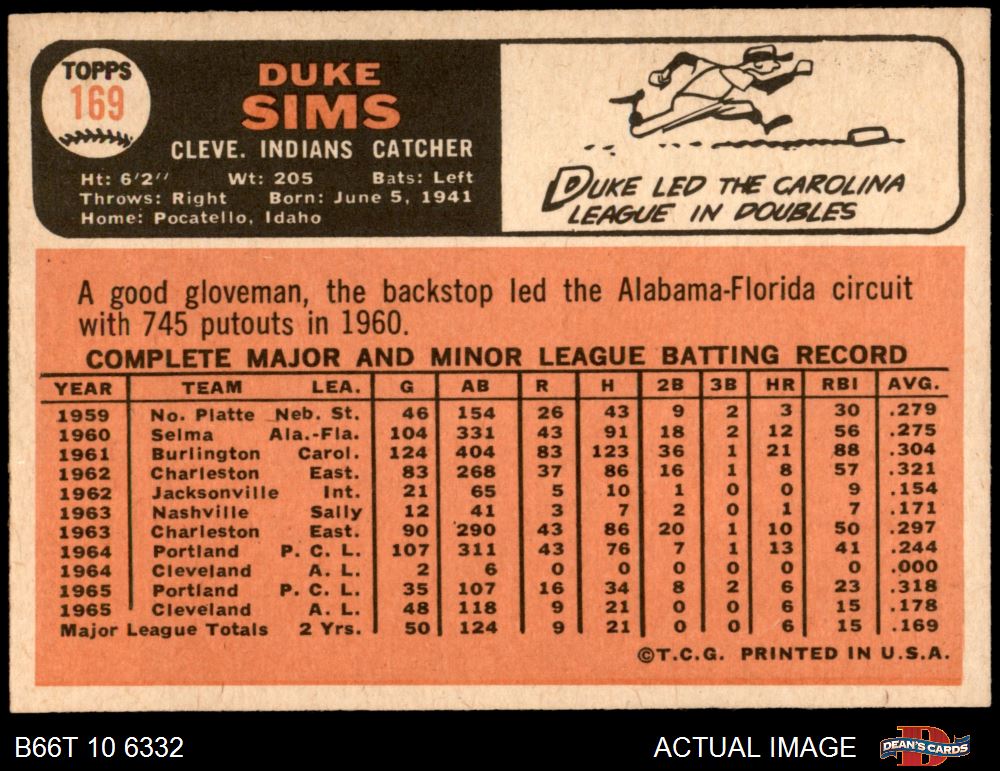 TOPPS
169
DUKE
SIMS
CLEVE. INDIANS CATCHER
Ht: 6'2" Wt: 205 Bats: Left
Throws: Right Born: June 5, 1941
Home: Pocatello, Idaho
DUKE LED THE CAROLINA
LEAGUE IN DOUBLES
A good gloveman, the backstop led the Alabama-Florida circuit
with 745 putouts in 1960.
COMPLETE MAJOR AND MINOR LEAGUE BATTING RECORD
YEAR TEAM LEA. G AB R H 2B 3B HR RBI AVG.
1959 No. Platte Neb. St. 46 154 26 43 9 2 3 30 .279
1960 Selma Ala.-Fla. 104 331 43 91 18 2 12 56 .275
1961 Burlington Carol. 124 404 83 123 36 1 21 88 .304
1962 Charleston East. 83 268 37 86 16 1 8 57 .321
1962 Jacksonville Int. 21 65 5 10 1 0 0 9 .154
1963 Nashville Sally 12 41 3 7 2 0 1 7 .171
1963 Charleston East. 90 290 43 86 20 1 10 50 .297
1964 Portland P. C. L. 107 311 43 76 7 1 13 41 .244
1964 Cleveland A. L. 2 6 0 0 0 0 0 0 .000
1965 Portland P. C. L. 35 107 16 34 8 2 6 23 .318
1965 Cleveland A. L. 48 118 9 21 0 0 6 15 .178
Major League Totals 2 Yrs. 50 124 9 21 0 0 6 15 .169
©T.C.G. PRINTED IN U.S.A.
B66T 10 6332
ACTUAL IMAGE
D
DEAN'S CARDS